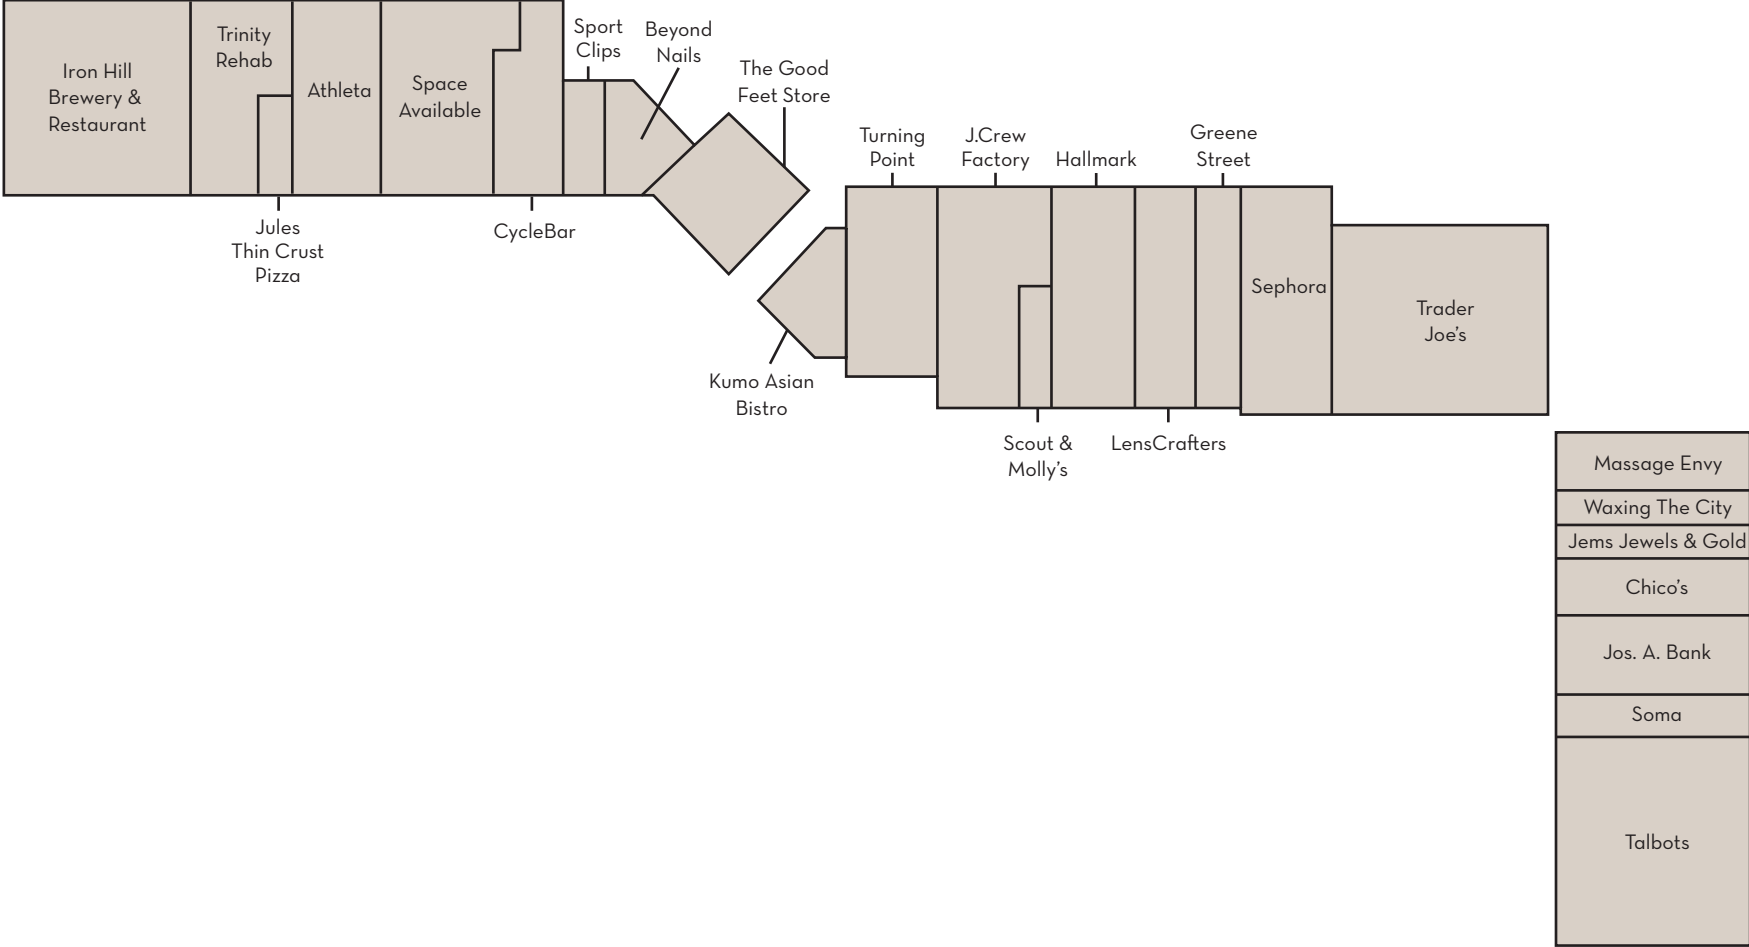 Iron Hill
Brewery &
Restaurant
Trinity
Rehab
Jules
Thin Crust
Pizza
Athleta
Space
Available
CycleBar
Sport
Clips
Beyond
Nails
The Good
Feet Store
Kumo Asian
Bistro
Turning
Point
J.Crew
Factory
Scout &
Molly's
Hallmark
LensCrafters
Greene
Street
Sephora
Trader
Joe's
Massage Envy
Waxing The City
Jems Jewels & Gold
Chico's
Jos. A. Bank
Soma
Talbots